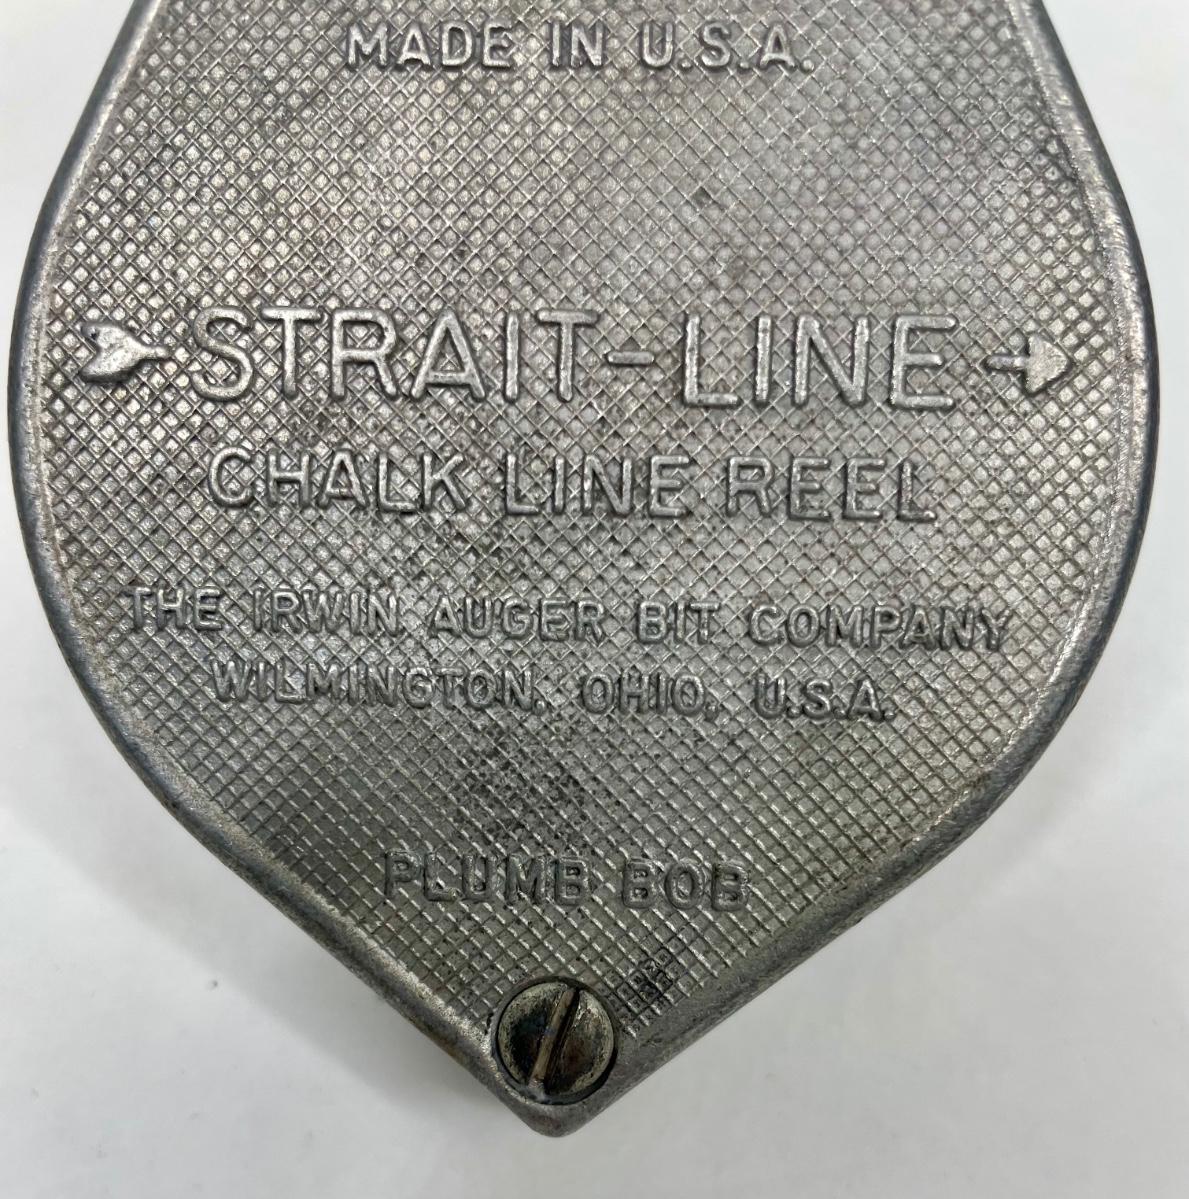 MADE IN U.S.A.
STRAIT-LINE
CHALK LINE REEL
THE IRWIN AUGER BIT COMPANY
WILMINGTON. OHIO, U.S.A.
PLUMB BOB